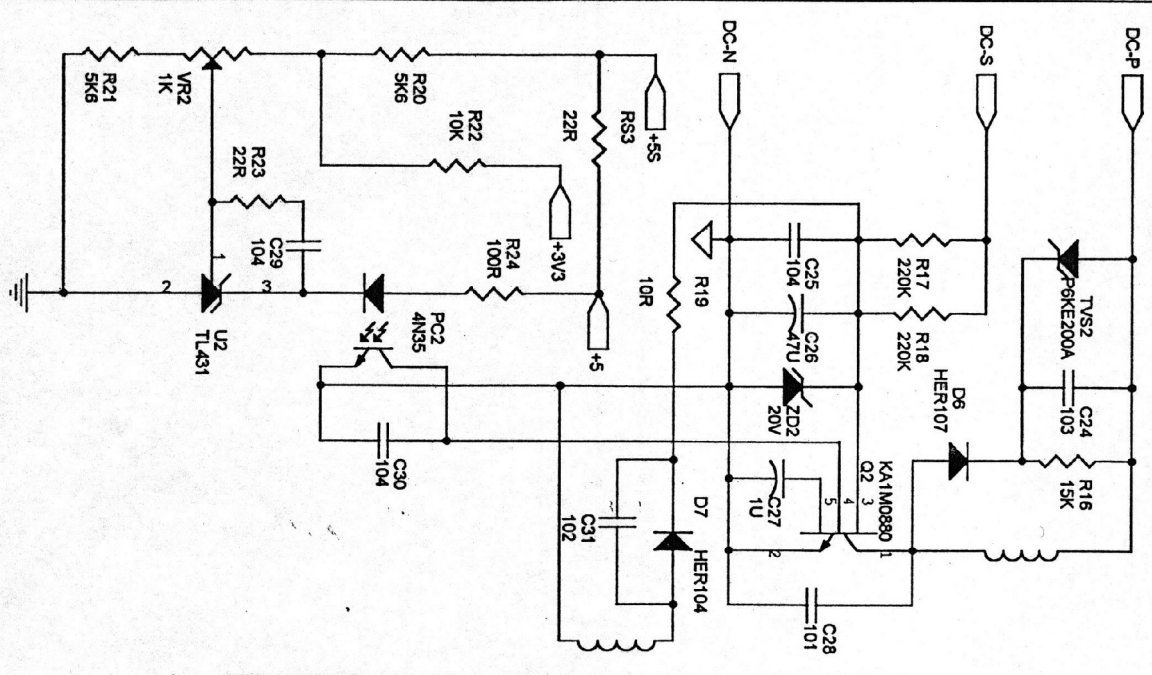 DC-P
DC-S
DC-N
TVS2
P6KE200A
C24
103
R16
15K
D6
HER107
R17
220K
R18
220K
C25
104
C26
47U
ZD2
20V
KA1M0880
Q2
3
4
5
1
2
C27
1U
C28
101
R19
10R
D7
HER104
C31
102
+5S
RS3
22R
R20
5K6
R22
10K
+3V3
+5
R24
100R
VR2
1K
R21
5K6
R23
22R
C29
104
1
2
3
U2
TL431
PC2
4N35
C30
104